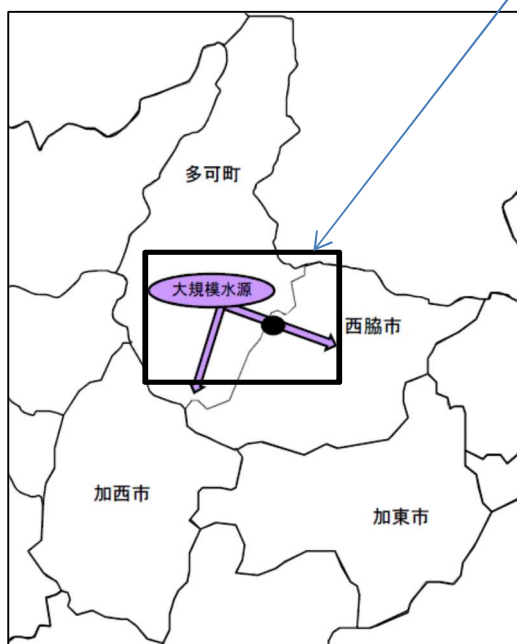 多可町
大規模水源
西脇市
加西市
加東市